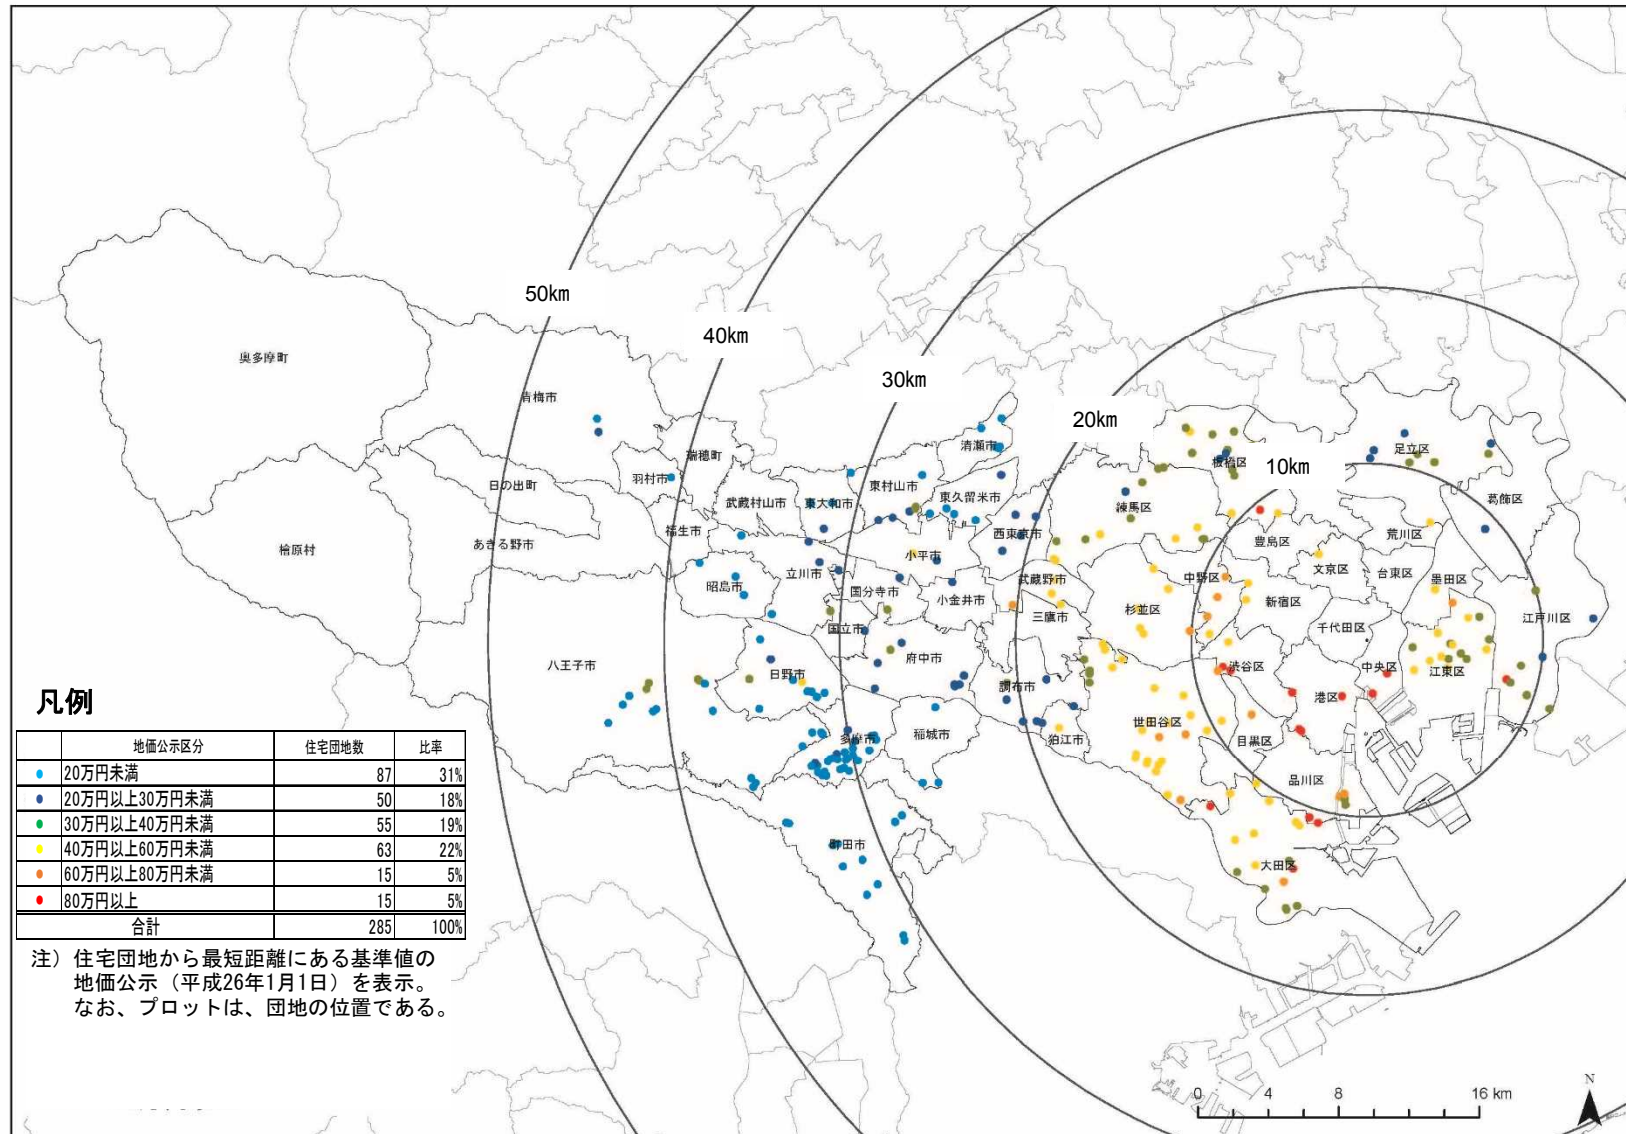 50km
40km
30km
20km
10km
奥多摩町
青梅市
瑞穂町
羽村市
日の出町
檜原村
あきる野市
福生市
武蔵村山市
東大和市
東村山市
清瀬市
東久留米市
西東京市
小平市
立川市
昭島市
国分寺市
小金井市
武蔵野市
三鷹市
国立市
府中市
調布市
狛江市
八王子市
日野市
多摩市
稲城市
町田市
板橋区
練馬区
足立区
葛飾区
荒川区
豊島区
文京区
台東区
墨田区
中野区
杉並区
新宿区
千代田区
江戸川区
渋谷区
中央区
江東区
港区
世田谷区
目黒区
品川区
大田区
凡例
地価公示区分 住宅団地数 比率
20万円未満 87 31%
20万円以上30万円未満 50 18%
30万円以上40万円未満 55 19%
40万円以上60万円未満 63 22%
60万円以上80万円未満 15 5%
80万円以上 15 5%
合計 285 100%
注）住宅団地から最短距離にある基準値の
地価公示（平成26年1月1日）を表示。
なお、プロットは、団地の位置である。
0 4 8 16 km
N